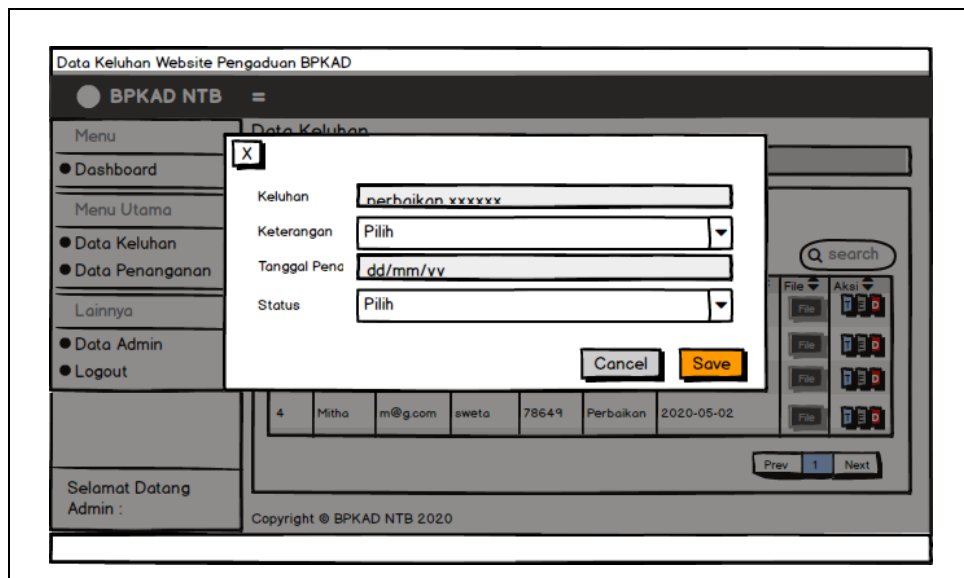 Data Keluhan Website Pengaduan BPKAD
BPKAD NTB =
Menu
Data Keluhan
Dashboard
Menu Utama
Data Keluhan
Data Penanganan
Lainnya
Data Admin
Logout
Selamat Datang
Admin :
X
Keluhan perbaikan xxxxxx
Keterangan Pilih
Tanggal Pena dd/mm/yy
Status Pilih
Cancel Save
search
File Aksi
File T E D
File T E D
File T E D
4 Mitha m@g.com sweta 78649 Perbaikan 2020-05-02 File T E D
Prev 1 Next
Copyright © BPKAD NTB 2020